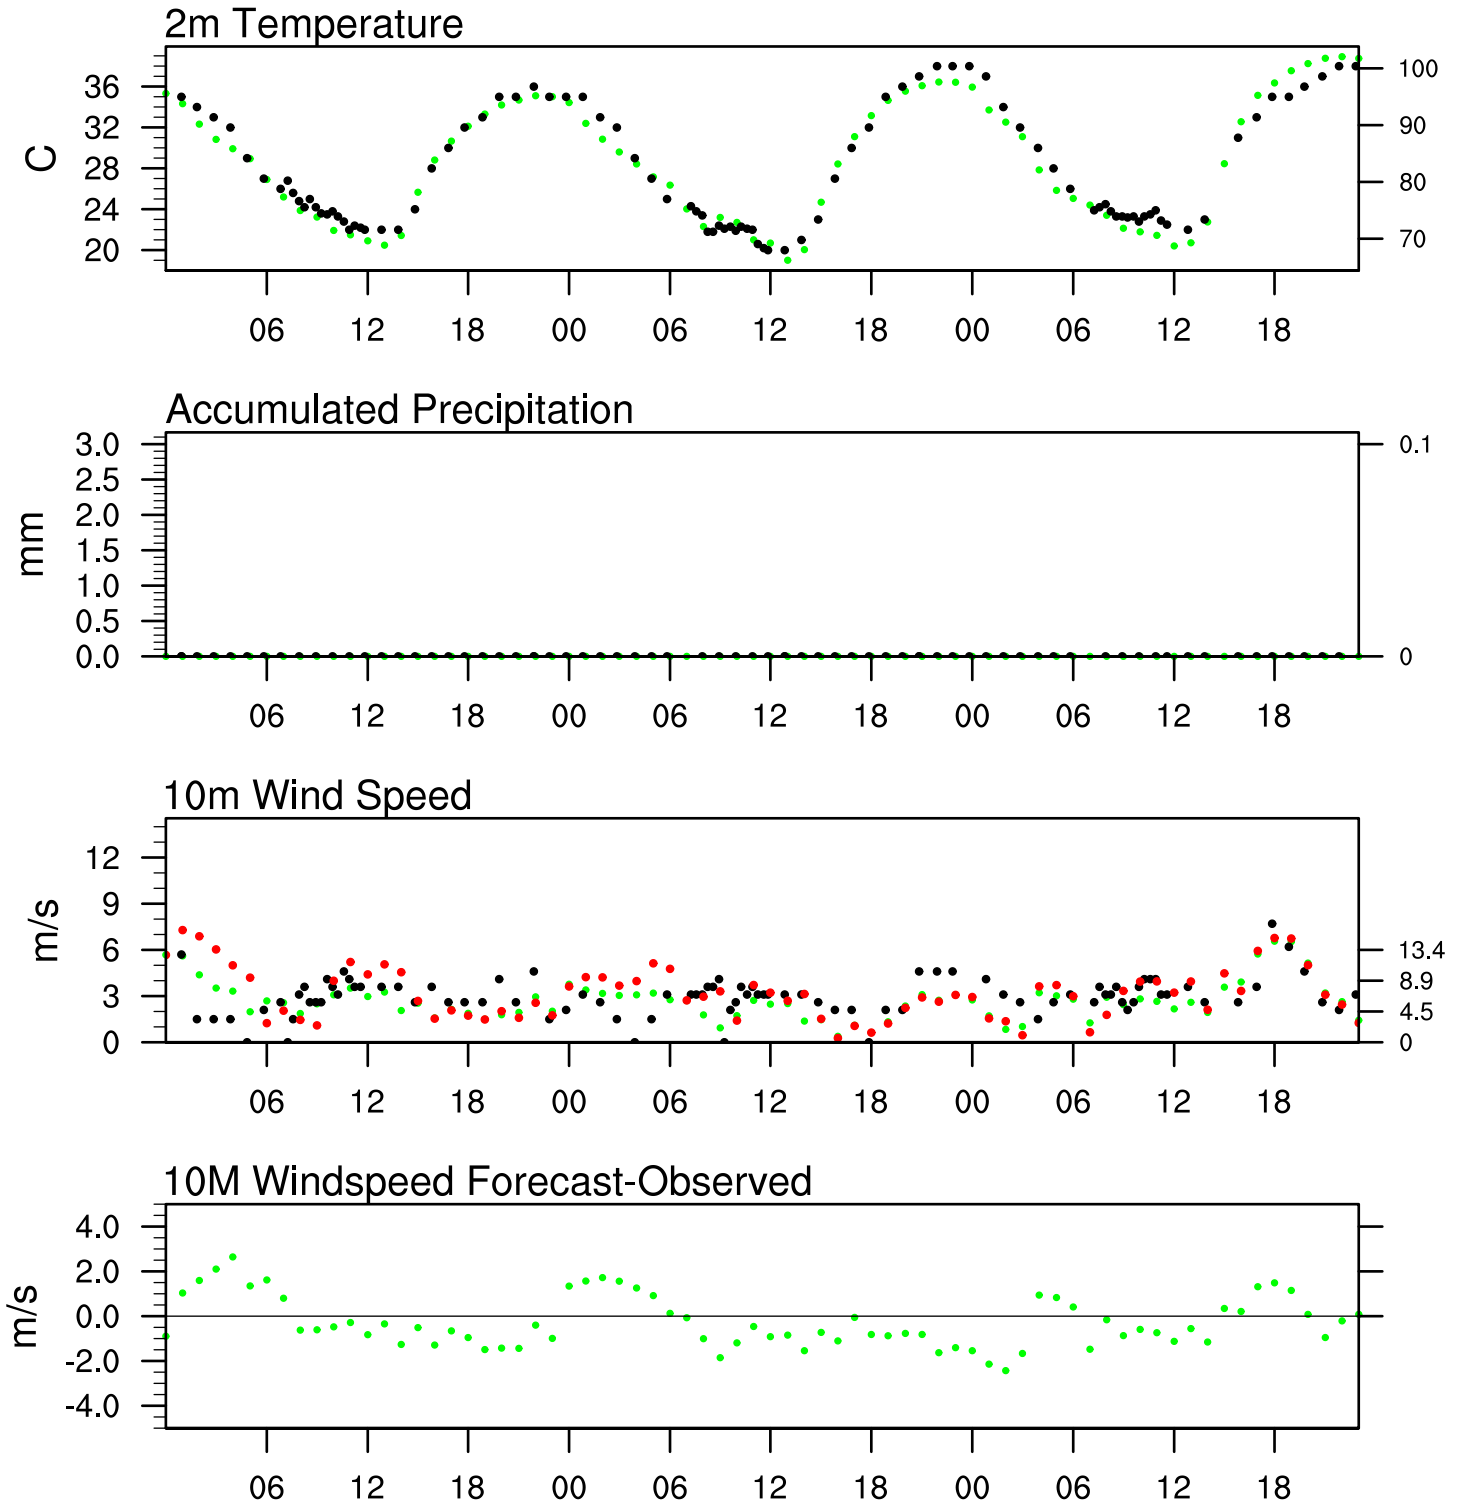 2m Temperature
36
32
28
24
20
C
100
90
80
70
06 12 18 00 06 12 18 00 06 12 18
Accumulated Precipitation
3.0
2.5
2.0
1.5
1.0
0.5
0.0
mm
0.1
0
06 12 18 00 06 12 18 00 06 12 18
10m Wind Speed
12
9
6
3
0
m/s
13.4
8.9
4.5
0
06 12 18 00 06 12 18 00 06 12 18
10M Windspeed Forecast-Observed
4.0
2.0
0.0
-2.0
-4.0
m/s
06 12 18 00 06 12 18 00 06 12 18